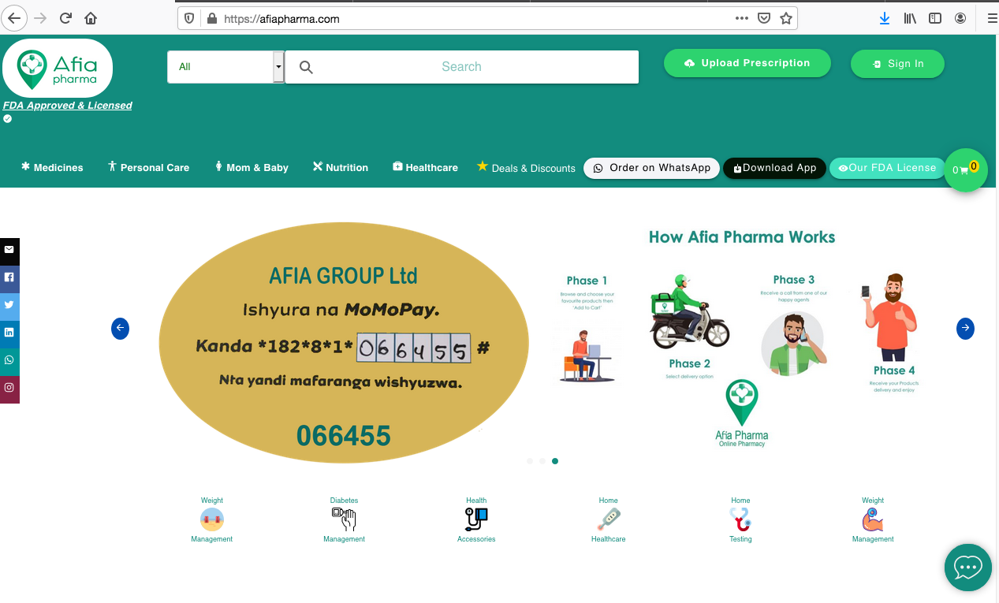 https://afiapharma.com
Afia
pharma
FDA Approved & Licensed
All
Search
Upload Prescription
Sign In
Medicines
Personal Care
Mom & Baby
Nutrition
Healthcare
Deals & Discounts
Order on WhatsApp
Download App
Our FDA License
0
0
AFIA GROUP Ltd
Ishyura na MoMoPay.
Kanda *182*8*1*066455#
Nta yandi mafaranga wishyuzwa.
066455
How Afia Pharma Works
Phase 1
Browse and choose your
favourite products then
"Add to Cart"
Phase 2
Select delivery option
Phase 3
Receive a call from one of our
happy agents
Phase 4
Receive your Products
delivery and enjoy
Afia Pharma
Online Pharmacy
Weight
Management
Diabetes
Management
Health
Accessories
Home
Healthcare
Home
Testing
Weight
Management